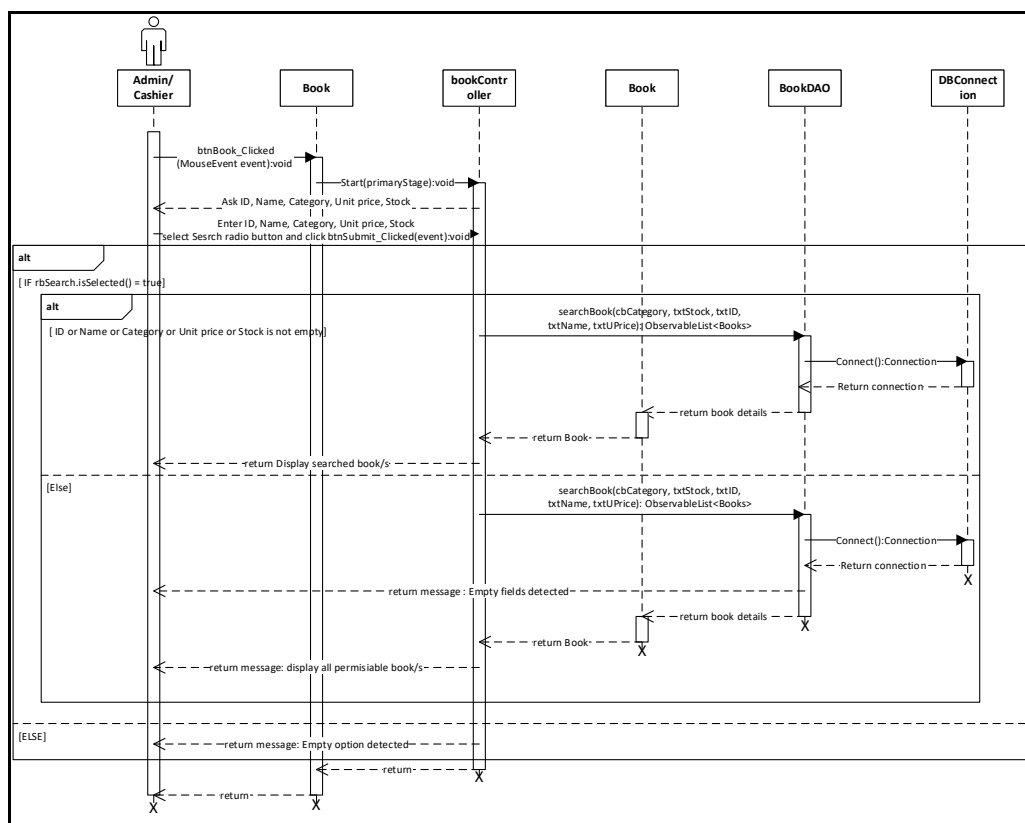 Admin/
Cashier
Book
bookContr
oller
Book
BookDAO
DBConnect
ion
btnBook_Clicked
(MouseEvent event):void
Start(primaryStage):void
Ask ID, Name, Category, Unit price, Stock
Enter ID, Name, Category, Unit price, Stock
select Sesrch radio button and click btnSubmit_Clicked(event):void
alt
[ IF rbSearch.isSelected() = true]
alt
[ ID or Name or Category or Unit price or Stock is not empty]
searchBook(cbCategory, txtStock, txtID,
txtName, txtUPrice): ObservableList<Books>
Connect():Connection
Return connection
return book details
return Book
return Display searched book/s
[Else]
searchBook(cbCategory, txtStock, txtID,
txtName, txtUPrice): ObservableList<Books>
Connect():Connection
Return connection
X
return message : Empty fields detected
return book details
X
return Book
X
return message: display all permisiable book/s
[ELSE]
return message: Empty option detected
return
X
return
X
X